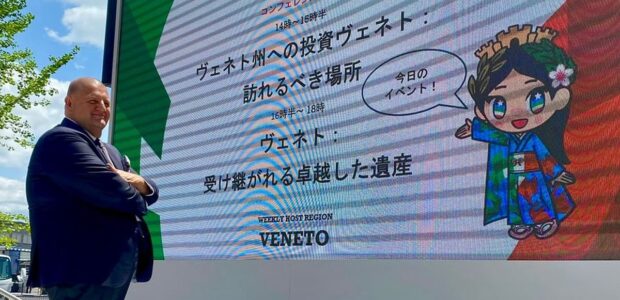 コンフェレン
14時〜16時半
ヴェネト州への投資ヴェネト：
訪れるべき場所
16時半〜18時
ヴェネト：
受け継がれる卓越した遺産
今日の
イベント！
WEEKLY HOST REGION
VENETO